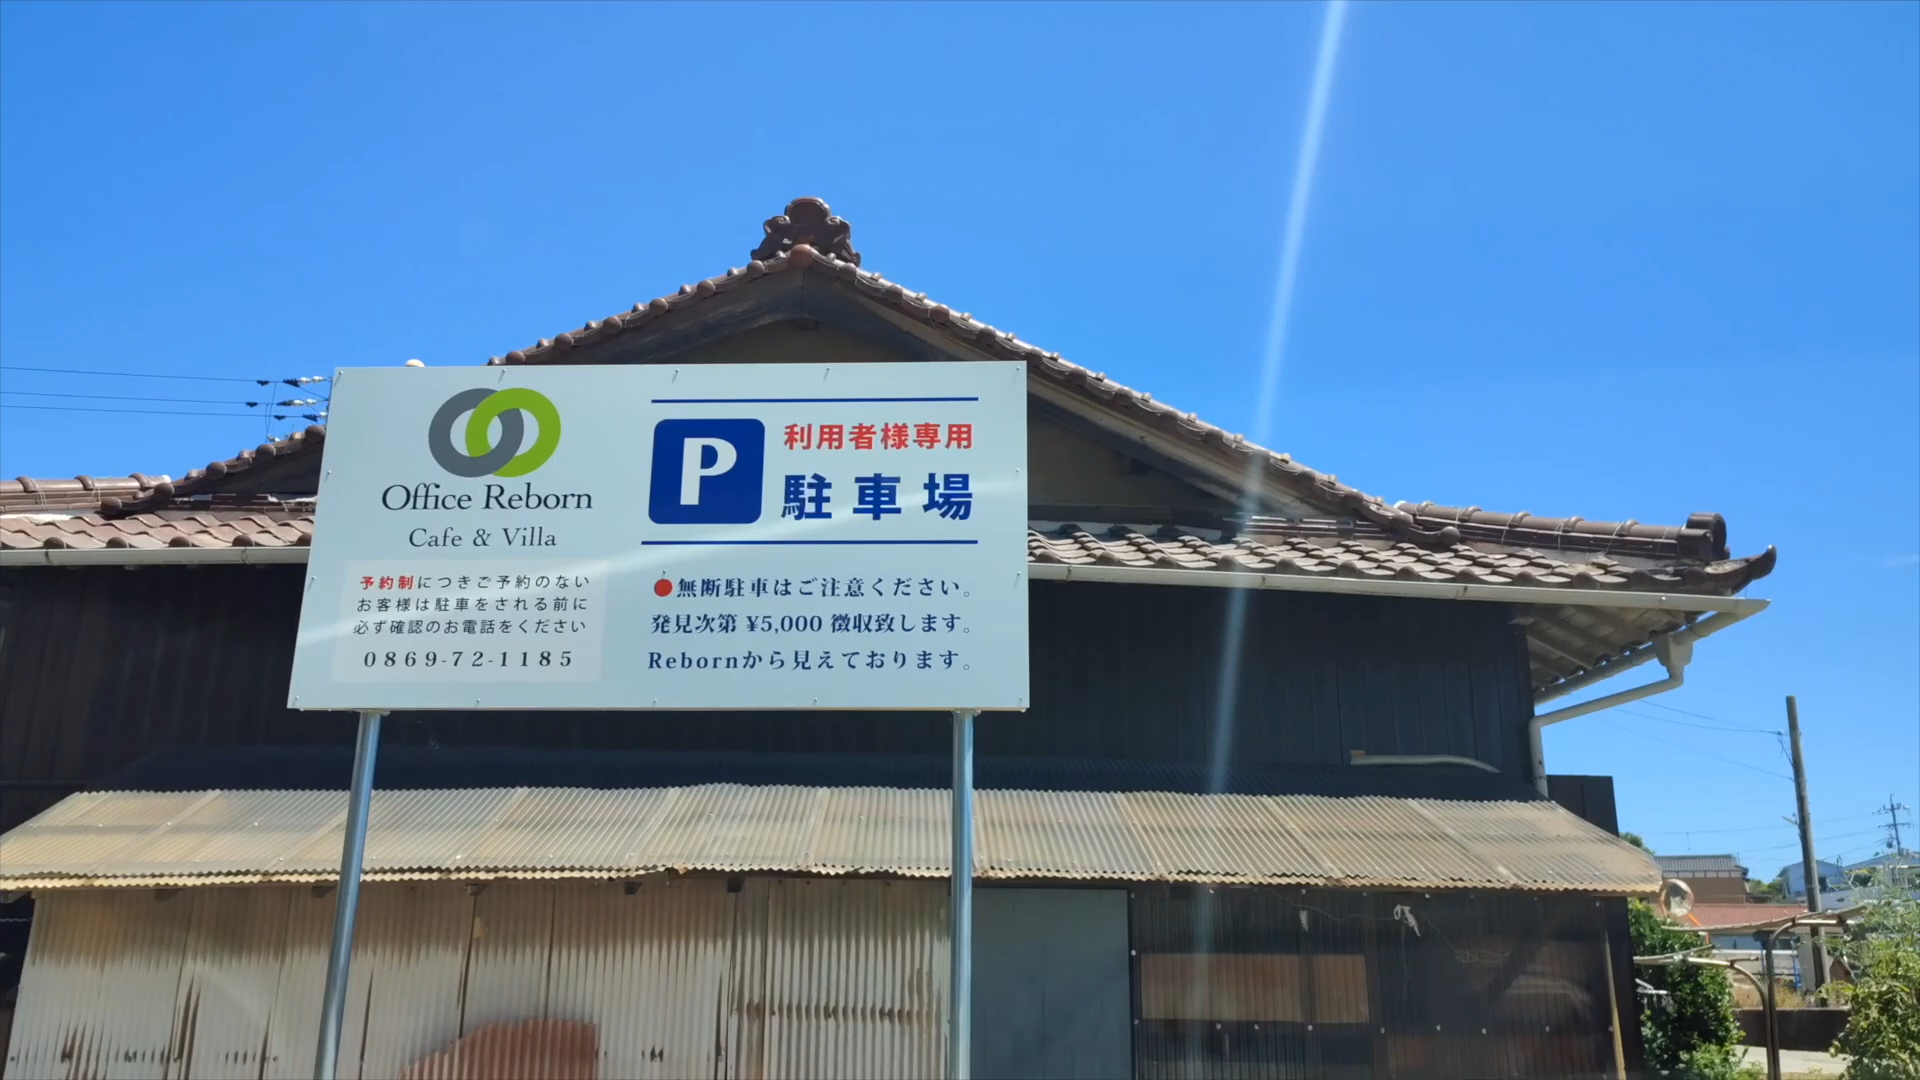 Office Reborn
Cafe & Villa
予約制につきご予約のない
お客様は駐車をされる前に
必ず確認のお電話をください
0869-72-1185
P
利用者様専用
駐車場
●無断駐車はご注意ください。
発見次第 ¥5,000 徴収致します。
Rebornから見えております。